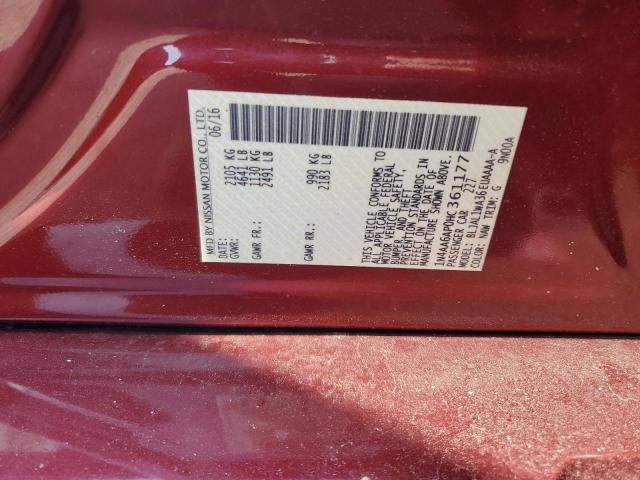 MFD BY NISSAN MOTOR CO., LTD.
DATE: 06/16
GVWR: 2105 KG
4641 LB
GAWR FR.: 1130 KG
2491 LB
GAWR RR.: 990 KG
2183 LB
THIS VEHICLE CONFORMS TO
ALL APPLICABLE FEDERAL
MOTOR VEHICLE SAFETY,
BUMPER, AND THEFT
PREVENTION STANDARDS IN
EFFECT ON THE DATE OF
MANUFACTURE SHOWN ABOVE.
1N4AA6AP0GC 361177
PASSENGER CAR 227
MODEL: BLJALLWA36EUAAAAA-A
COLOR: NAW TRIM: G 9N00A